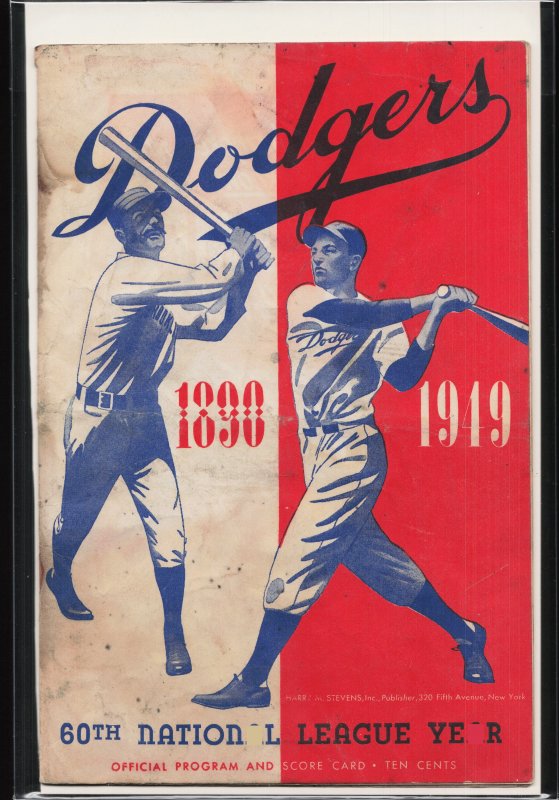 Dodgers
Dodgers
1890
1949
HARRY M. STEVENS, Inc., Publisher, 320 Fifth Avenue, New York
60TH NATION L LEAGUE YE R
OFFICIAL PROGRAM AND SCORE CARD • TEN CENTS